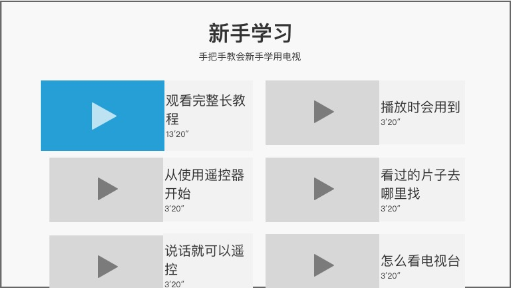 新手学习
手把手教会新手学用电视
观看完整长教
程
13'20"
播放时会用到
3'20"
从使用遥控器
开始
3'20"
看过的片子去
哪里找
3'20"
说话就可以遥
控
3'20"
怎么看电视台
3'20"